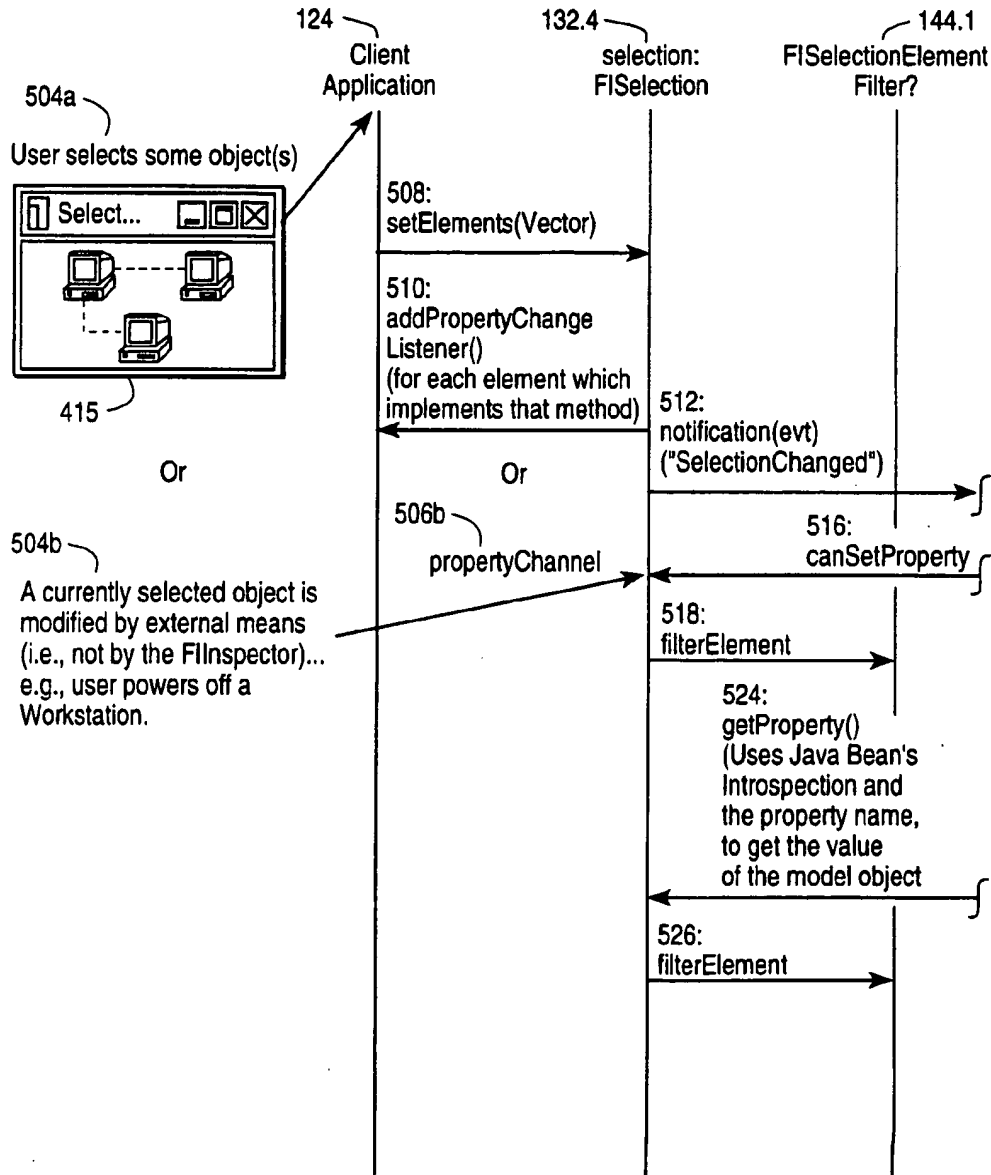 124
Client
Application
132.4
selection:
FISelection
144.1
FISelectionElement
Filter?
504a
User selects some object(s)
Select...
415
508:
setElements(Vector)
510:
addPropertyChange
Listener()
(for each element which
implements that method)
512:
notification(evt)
("SelectionChanged")
Or
Or
504b
A currently selected object is
modified by external means
(i.e., not by the FIInspector)...
e.g., user powers off a
Workstation.
506b
propertyChannel
516:
canSetProperty
518:
filterElement
524:
getProperty()
(Uses Java Bean's
Introspection and
the property name,
to get the value
of the model object
526:
filterElement